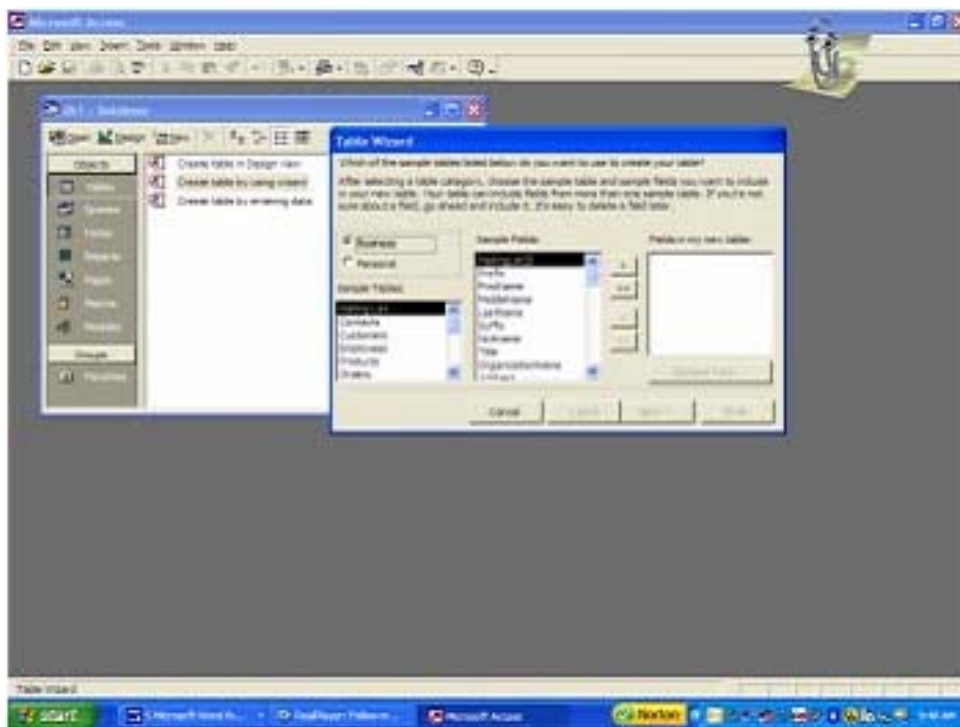 Microsoft Access
File Edit View Insert Tools Window Help
db1 : Database
Open Design New
Objects
Tables
Queries
Forms
Reports
Pages
Macros
Modules
Groups
Favorites
Create table in Design view
Create table by using wizard
Create table by entering data
Table Wizard
Which of the sample tables listed below do you want to use to create your table?
After selecting a table category, choose the sample table and sample fields you want to include
in your new table. Your table can include fields from more than one sample table. If you're not
sure about a field, go ahead and include it. It's easy to delete a field later.
Business
Personal
Sample Tables:
Mailing List
Contacts
Customers
Employees
Products
Orders
Sample Fields:
MailingListID
Prefix
FirstName
MiddleName
LastName
Suffix
Nickname
Title
OrganizationName
Address
Fields in my new table:
>
>>
<
<<
Rename Field...
Cancel
< Back
Next >
Finish
Table Wizard
start
5 Microsoft Word
RealPlayer:
Microsoft Access
Norton